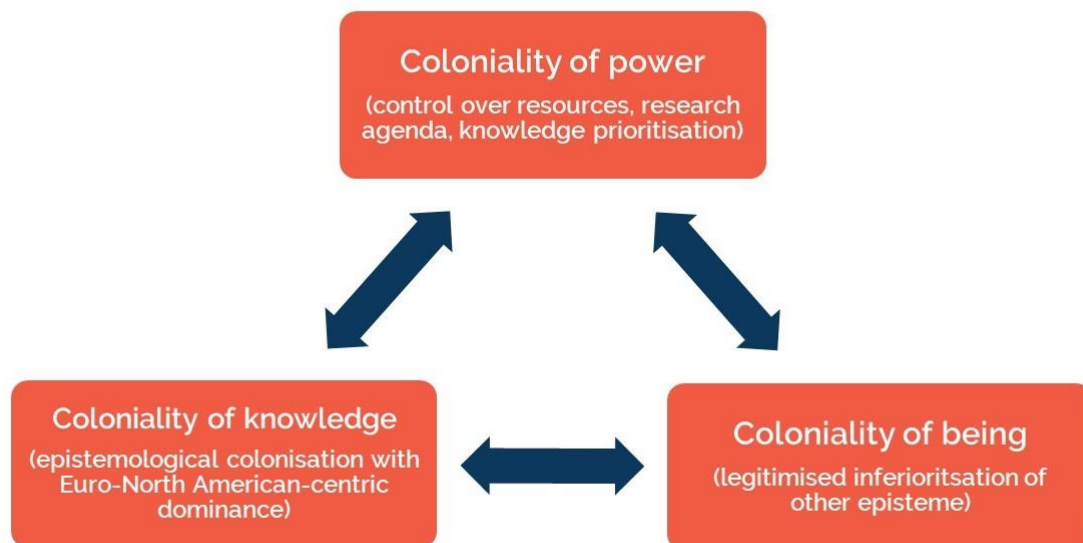 Coloniality of power
(control over resources, research
agenda, knowledge prioritisation)
Coloniality of knowledge
(epistemological colonisation with
Euro-North American-centric
dominance)
Coloniality of being
(legitimised inferioritsation of
other episteme)